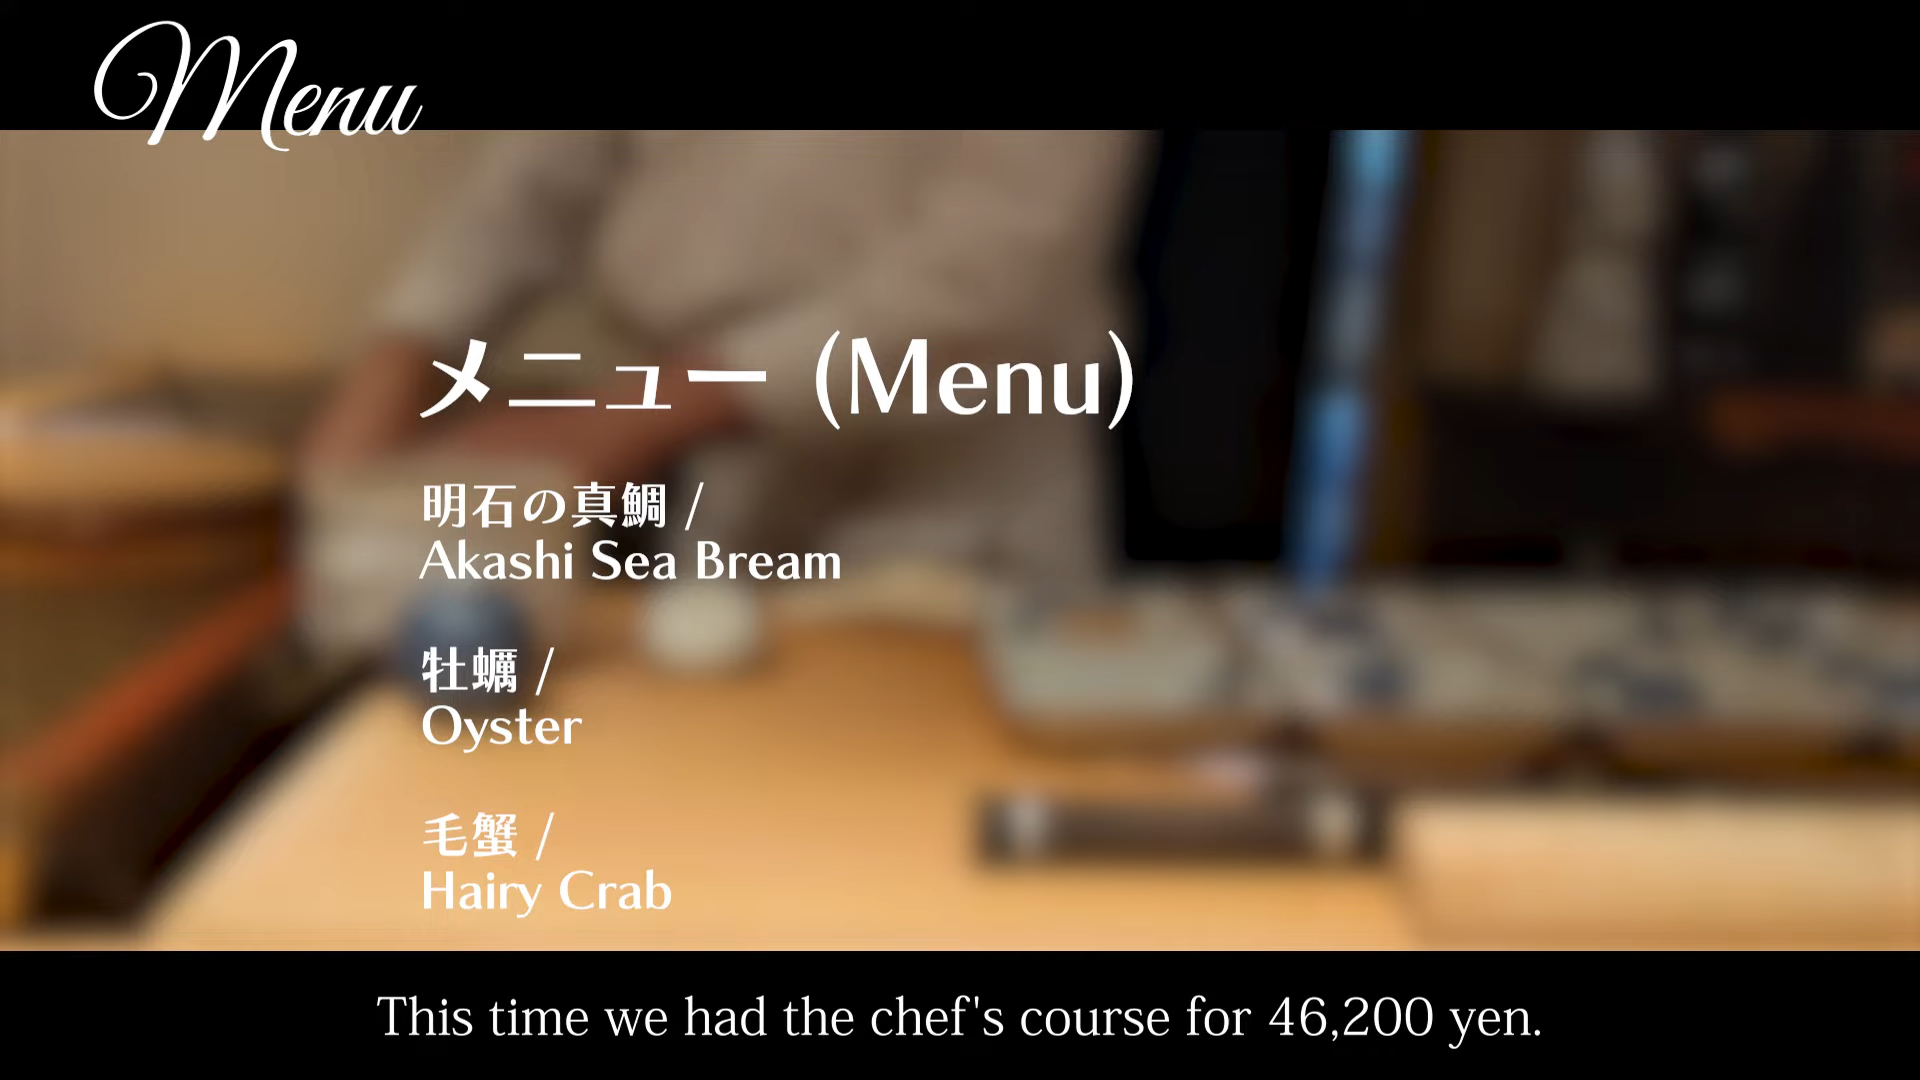 Menu
メニュー (Menu)
明石の真鯛 /
Akashi Sea Bream
牡蠣 /
Oyster
毛蟹 /
Hairy Crab
This time we had the chef's course for 46,200 yen.